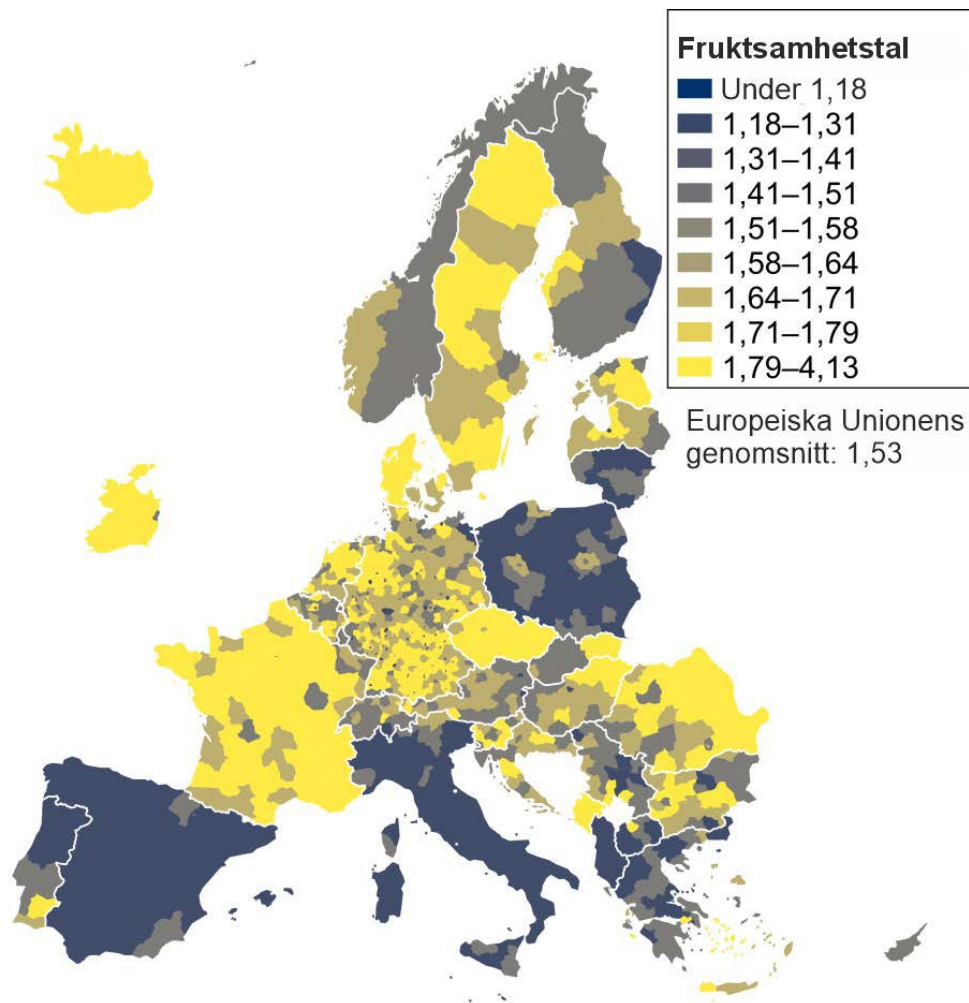 Fruktsamhetstal
Under 1,18
1,18–1,31
1,31–1,41
1,41–1,51
1,51–1,58
1,58–1,64
1,64–1,71
1,71–1,79
1,79–4,13
Europeiska Unionens
genomsnitt: 1,53